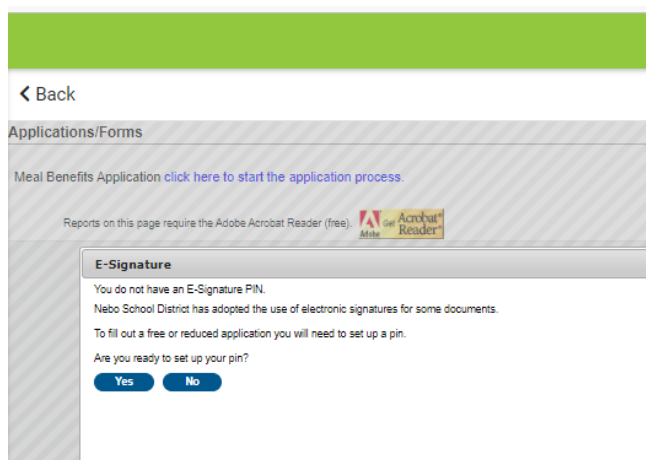 Back
Applications/Forms
Meal Benefits Application click here to start the application process.
Reports on this page require the Adobe Acrobat Reader (free). Adobe Get Acrobat® Reader®
E-Signature
You do not have an E-Signature PIN.
Nebo School District has adopted the use of electronic signatures for some documents.
To fill out a free or reduced application you will need to set up a pin.
Are you ready to set up your pin?
Yes No